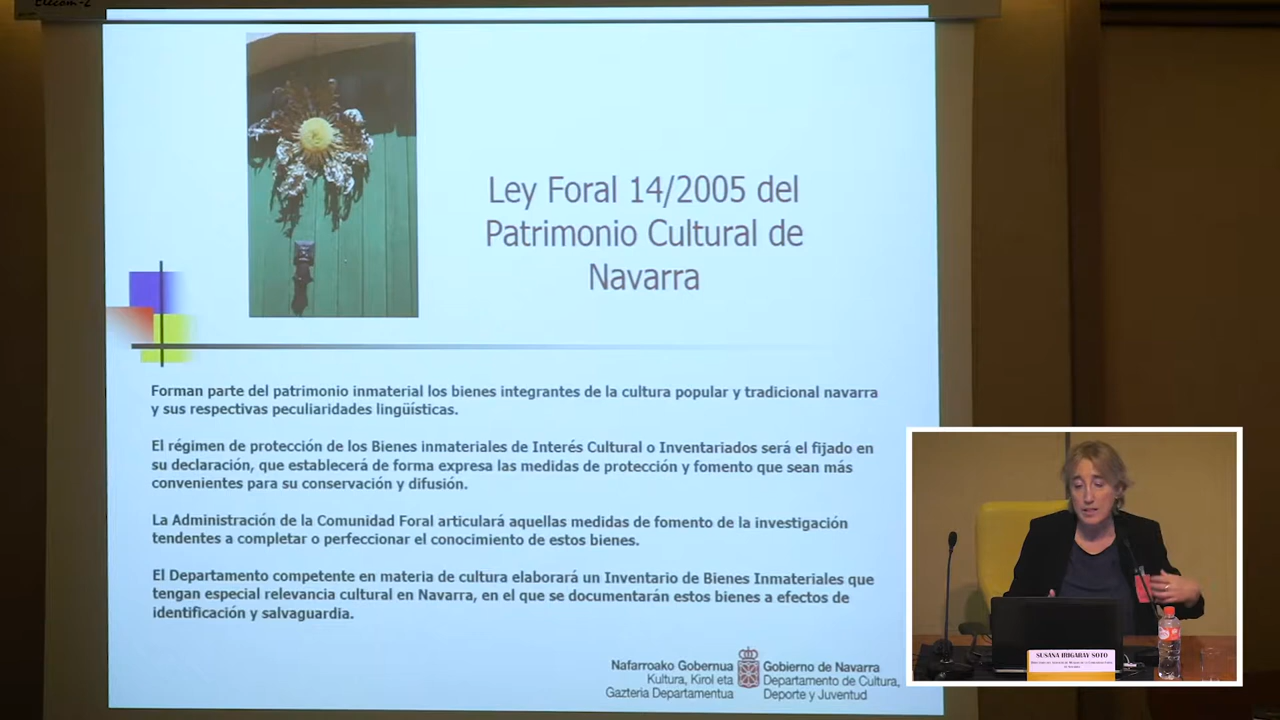 Elecom-2
Ley Foral 14/2005 del
Patrimonio Cultural de
Navarra
Forman parte del patrimonio inmaterial los bienes integrantes de la cultura popular y tradicional navarra
y sus respectivas peculiaridades lingüísticas.
El régimen de protección de los Bienes inmateriales de Interés Cultural o Inventariados será el fijado en
su declaración, que establecerá de forma expresa las medidas de protección y fomento que sean más
convenientes para su conservación y difusión.
La Administración de la Comunidad Foral articulará aquellas medidas de fomento de la investigación
tendentes a completar o perfeccionar el conocimiento de estos bienes.
El Departamento competente en materia de cultura elaborará un Inventario de Bienes Inmateriales que
tengan especial relevancia cultural en Navarra, en el que se documentarán estos bienes a efectos de
identificación y salvaguardia.
Nafarroako Gobernua
Kultura, Kirol eta
Gazteria Departamentua
Gobierno de Navarra
Departamento de Cultura,
Deporte y Juventud
SUSANA IRIGARAY SOTO